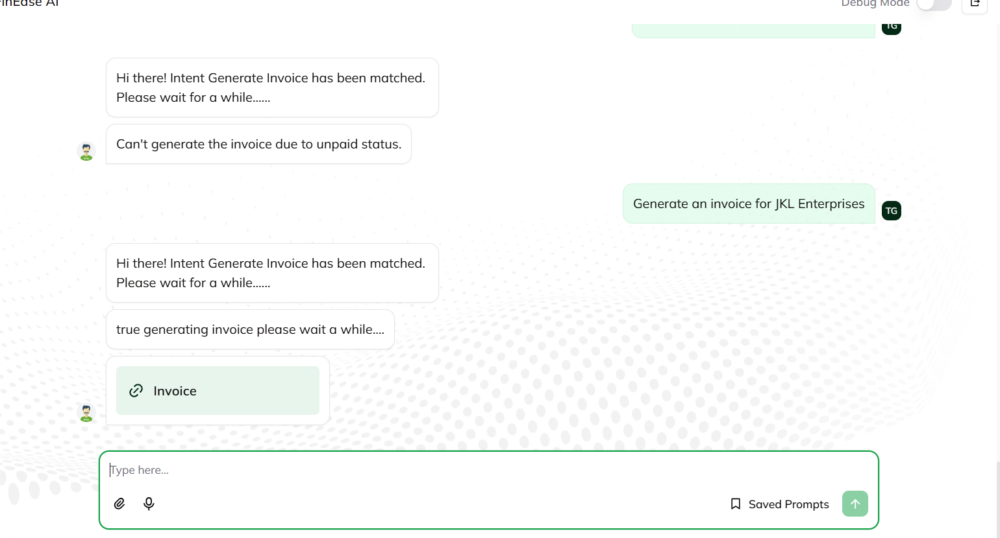 inEase AI
Debug Mode
TG
Hi there! Intent Generate Invoice has been matched.
Please wait for a while......
Can't generate the invoice due to unpaid status.
Generate an invoice for JKL Enterprises
TG
Hi there! Intent Generate Invoice has been matched.
Please wait for a while......
true generating invoice please wait a while....
Invoice
Type here...
Saved Prompts